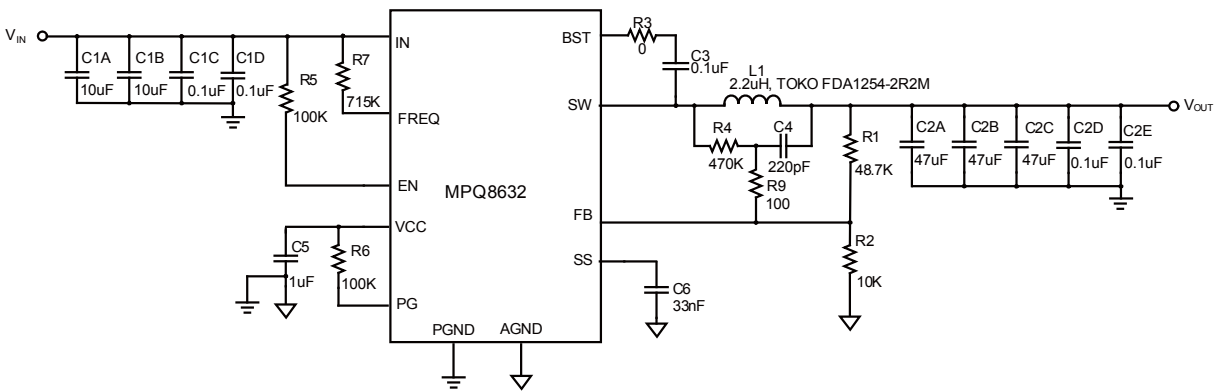 VIN
C1A
10uF
C1B
10uF
C1C
0.1uF
C1D
0.1uF
R5
100K
R7
715K
IN
FREQ
EN
VCC
PG
C5
1uF
R6
100K
MPQ8632
PGND
AGND
BST
SW
FB
SS
R3
0
C3
0.1uF
L1
2.2uH, TOKO FDA1254-2R2M
R4
470K
C4
220pF
R9
100
R1
48.7K
R2
10K
C6
33nF
C2A
47uF
C2B
47uF
C2C
47uF
C2D
0.1uF
C2E
0.1uF
VOUT